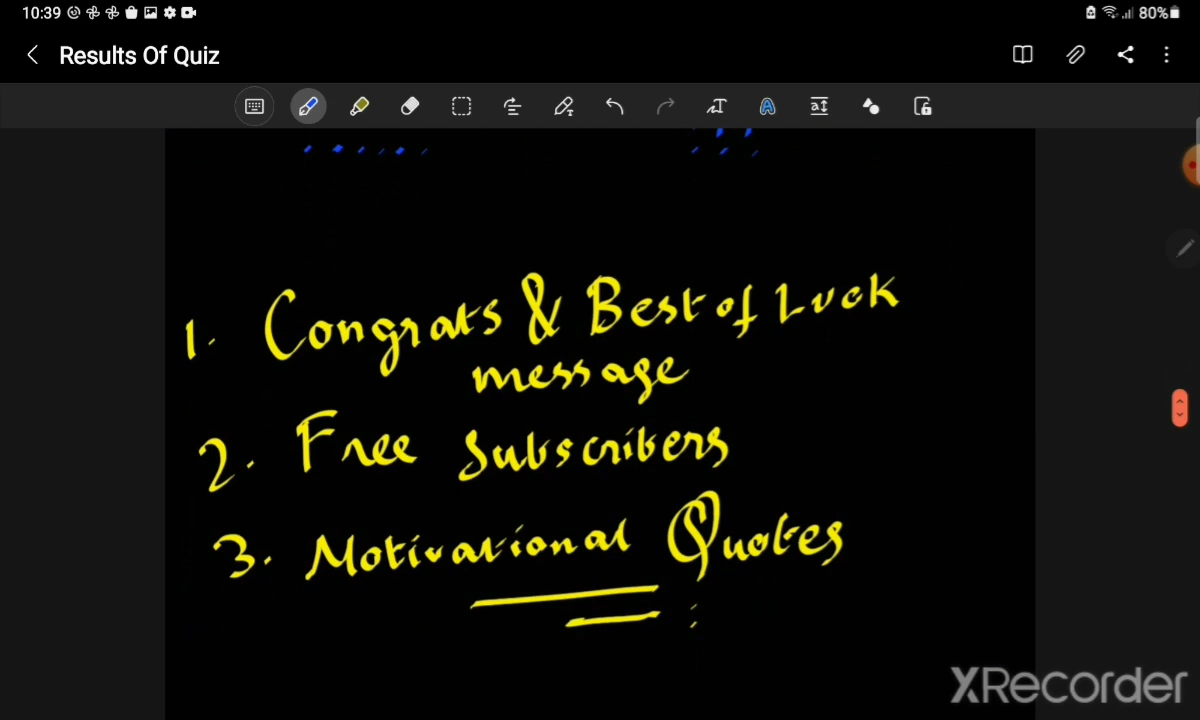 10:39 80%
Results Of Quiz
1. Congrats & Best of Luck
message
2. Free Subscribers
3. Motivational Quotes
XRecorder